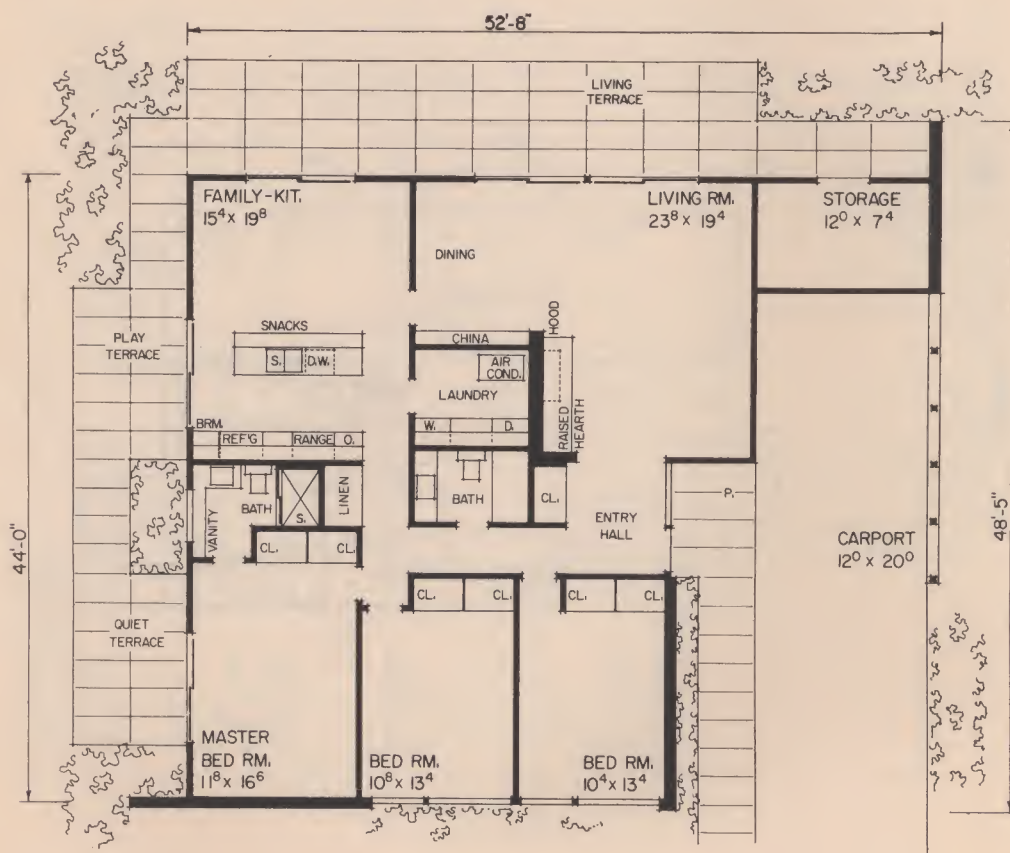 52'-8"
LIVING
TERRACE
FAMILY-KIT.
15⁴ x 19⁸
LIVING RM.
23⁸ x 19⁴
STORAGE
12⁰ x 7⁴
DINING
HOOD
SNACKS
CHINA
PLAY
TERRACE
S.
D.W.
AIR
COND.
LAUNDRY
RAISED
HEARTH
BRM.
REF'G
RANGE
O.
W.
D.
VANITY
BATH
S.
LINEN
BATH
CL.
P.
ENTRY
HALL
44'-0"
CL.
CL.
CARPORT
12⁰ x 20⁰
48'-5"
CL.
CL.
CL.
CL.
QUIET
TERRACE
MASTER
BED RM.
11⁸ x 16⁶
BED RM.
10⁸ x 13⁴
BED RM.
10⁴ x 13⁴